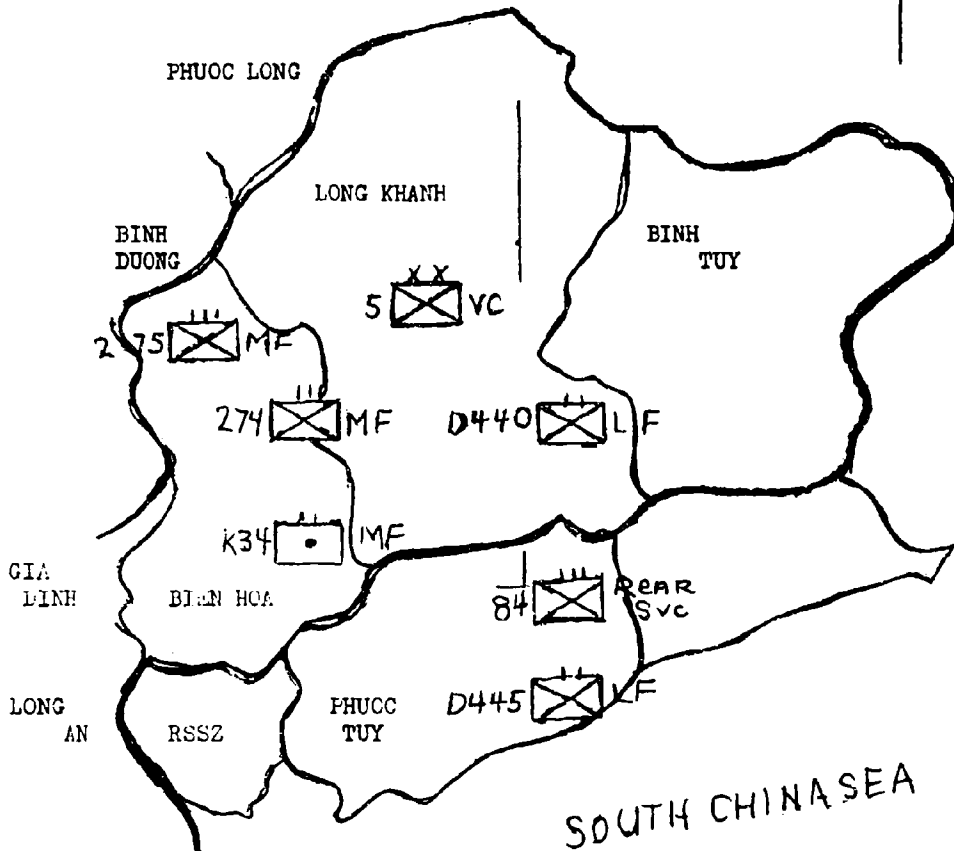 PHUOC LONG
LONG KHANH
BINH
DUONG
BINH
TUY
5 VC
275 MF
274 MF
D440 LF
K34 MF
GIA
DINH
BIEN HOA
84 REAR
SVC
LONG
AN
RSSZ
PHUCC
TUY
D445 LF
SOUTH CHINA SEA